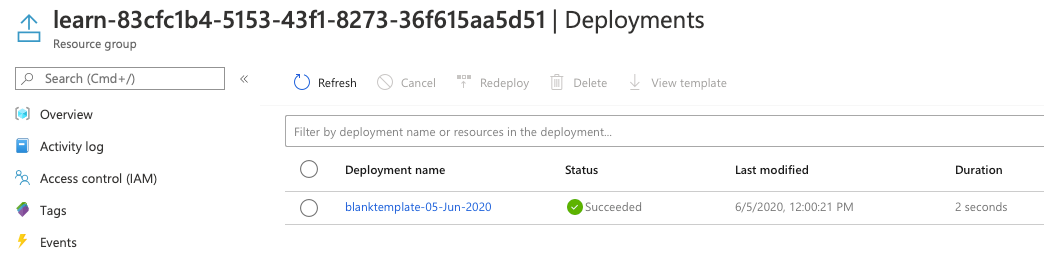 learn-83cfc1b4-5153-43f1-8273-36f615aa5d51 | Deployments
Resource group
Search (Cmd+/) «
Refresh Cancel Redeploy Delete View template
Overview
Activity log
Access control (IAM)
Tags
Events
Filter by deployment name or resources in the deployment...
Deployment name Status Last modified Duration
blanktemplate-05-Jun-2020 Succeeded 6/5/2020, 12:00:21 PM 2 seconds